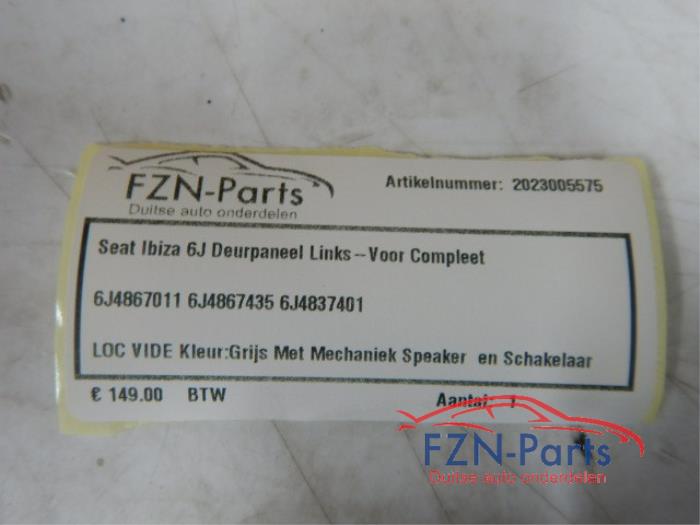 FZN-Parts
Duitse auto onderdelen
Artikelnummer: 2023005575
Seat Ibiza 6J Deurpaneel Links--Voor Compleet
6J4867011 6J4867435 6J4837401
LOC VIDE Kleur:Grijs Met Mechaniek Speaker en Schakelaar
€ 149.00 BTW Aantal: 1
FZN-Parts
Duitse auto onderdelen